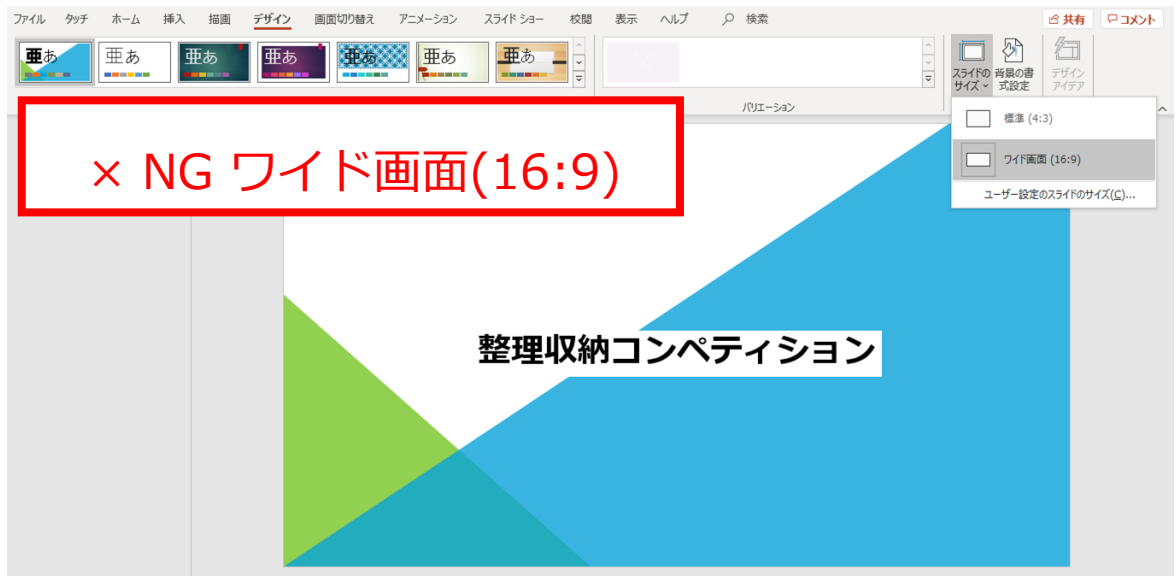 ファイル タッチ ホーム 挿入 描画 デザイン 画面切り替え アニメーション スライド ショー 校閲 表示 ヘルプ 検索 共有 コメント
亜あ 亜あ 亜あ 亜あ 亜あ 亜あ 亜あ
スライドの
サイズ
背景の書
式設定
デザイン
アイデア
バリエーション
標準 (4:3)
ワイド画面 (16:9)
ユーザー設定のスライドのサイズ(C)...
× NG ワイド画面(16:9)
整理収納コンペティション